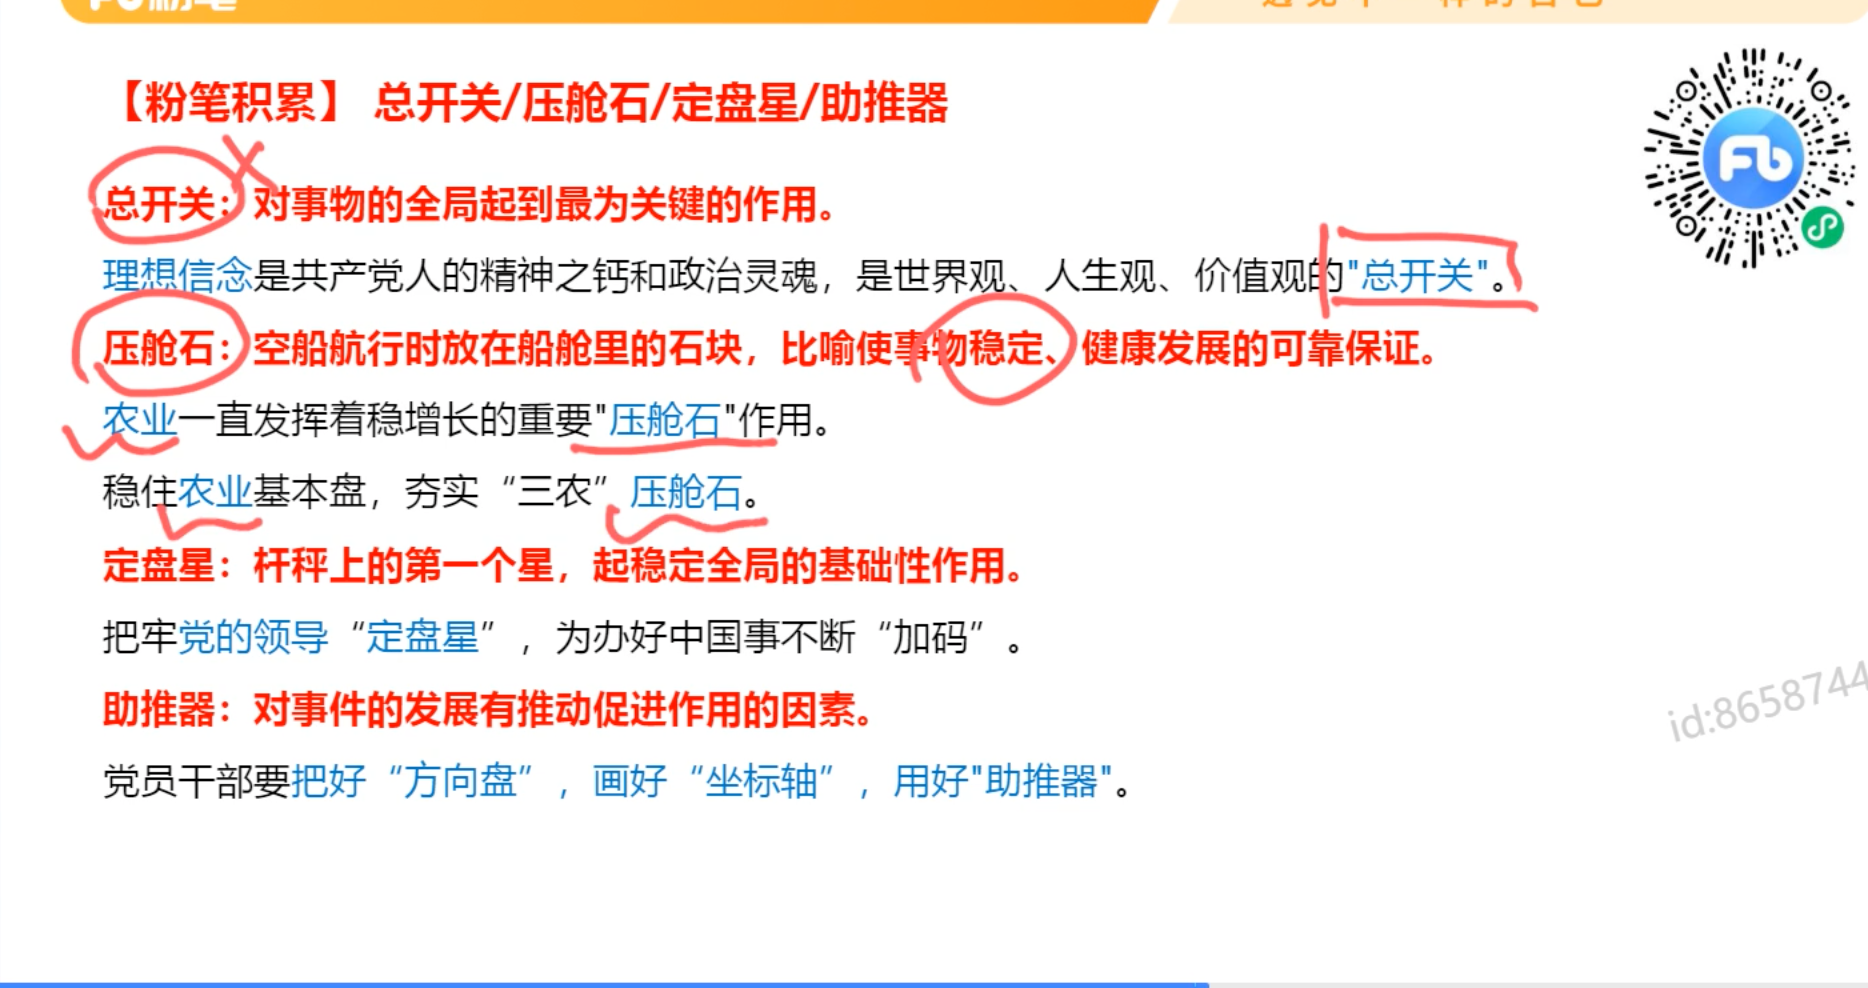 粉笔
【粉笔积累】 总开关/压舱石/定盘星/助推器
总开关：对事物的全局起到最为关键的作用。
理想信念是共产党人的精神之钙和政治灵魂，是世界观、人生观、价值观的"总开关"。
压舱石：空船航行时放在船舱里的石块，比喻使事物稳定、健康发展的可靠保证。
农业一直发挥着稳增长的重要"压舱石"作用。
稳住农业基本盘，夯实“三农”压舱石。
定盘星：杆秤上的第一个星，起稳定全局的基础性作用。
把牢党的领导“定盘星”，为办好中国事不断“加码”。
助推器：对事件的发展有推动促进作用的因素。
党员干部要把好“方向盘”，画好“坐标轴”，用好"助推器"。
id:8658744